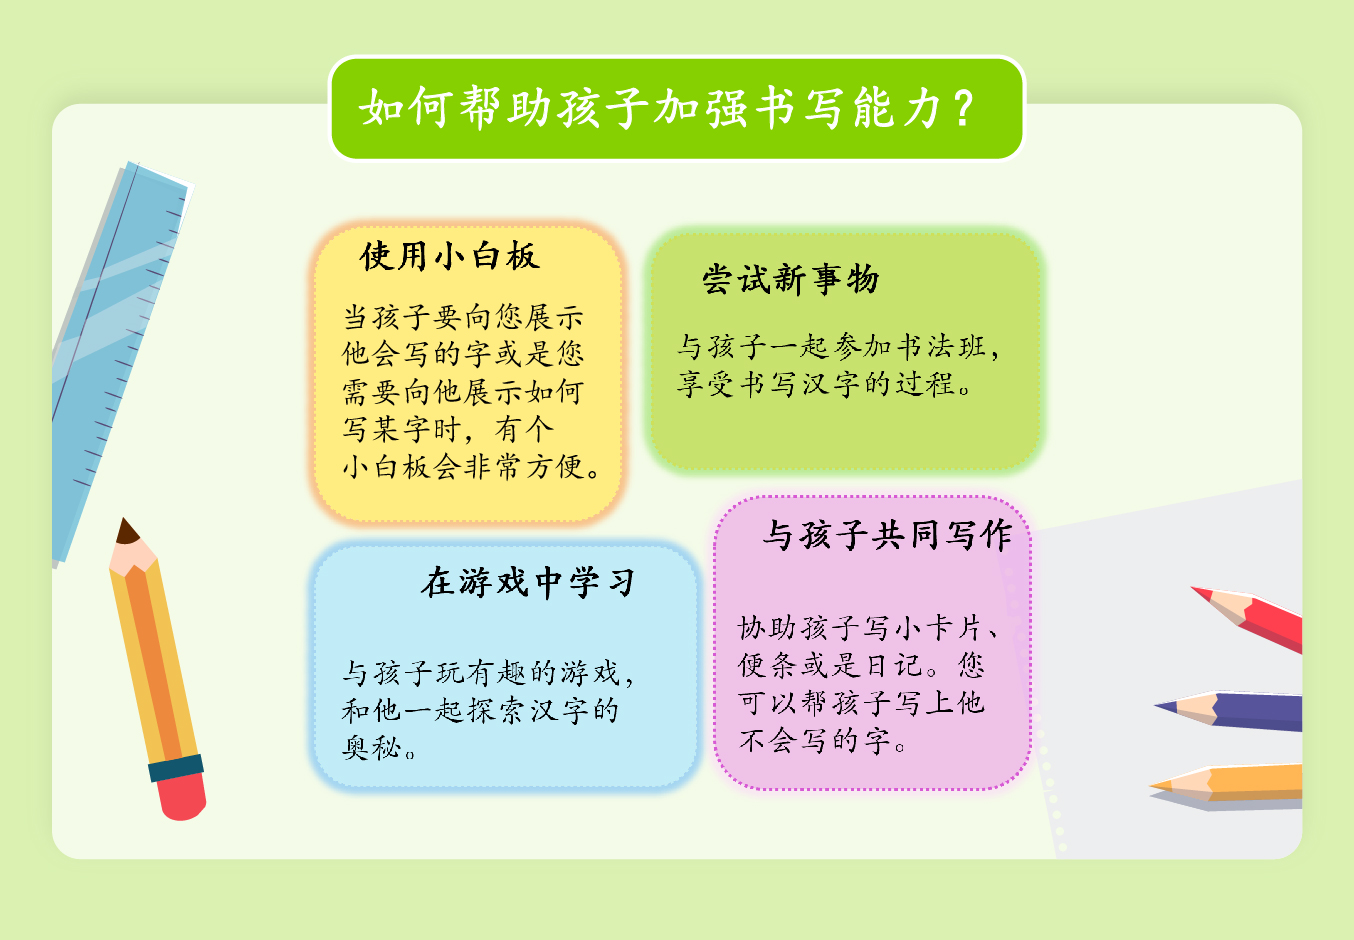 如何帮助孩子加强书写能力？
使用小白板
当孩子要向您展示
他会写的字或是您
需要向他展示如何
写某字时，有个
小白板会非常方便。
尝试新事物
与孩子一起参加书法班，
享受书写汉字的过程。
在游戏中学习
与孩子玩有趣的游戏，
和他一起探索汉字的
奥秘。
与孩子共同写作
协助孩子写小卡片、
便条或是日记。您
可以帮孩子写上他
不会写的字。